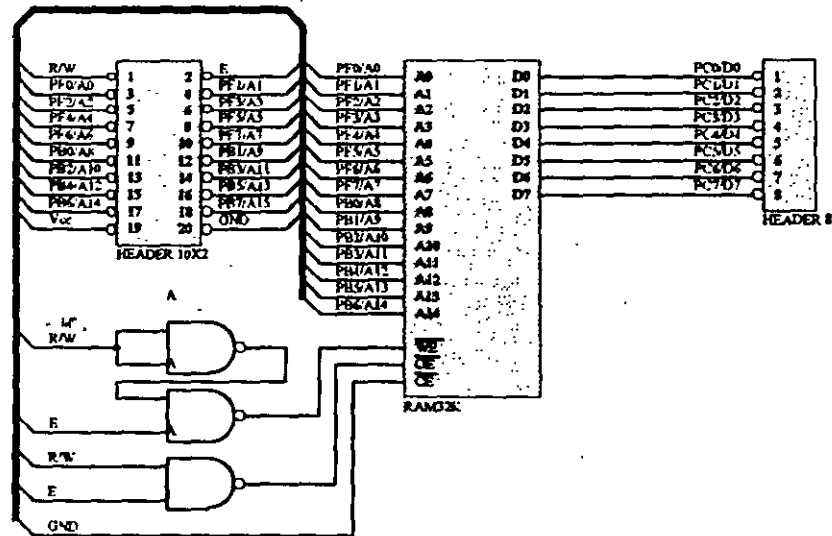 R/W 1 2 E
PF0/A0 3 4 PF1/A1
PF2/A2 5 6 PF3/A3
PF4/A4 7 8 PF5/A5
PF6/A6 9 10 PF7/A7
PB0/A8 11 12 PB1/A9
PB2/A10 13 14 PB3/A11
PB4/A12 15 16 PB5/A13
PB6/A14 17 18 PB7/A15
Vcc 19 20 GND
HEADER 10X2
PF0/A0 A0 D0 PC0/D0 1
PF1/A1 A1 D1 PC1/D1 2
PF2/A2 A2 D2 PC2/D2 3
PF3/A3 A3 D3 PC3/D3 4
PF4/A4 A4 D4 PC4/D4 5
PF5/A5 A5 D5 PC5/D5 6
PF6/A6 A6 D6 PC6/D6 7
PF7/A7 A7 D7 PC7/D7 8
PB0/A8 A8
PB1/A9 A9
PB2/A10 A10
PB3/A11 A11
PB4/A12 A12
PB5/A13 A13
PB6/A14 A14
WE
OE
CE
RAM32K
HEADER 8
A
R/W
A
E
A
R/W
E
GND